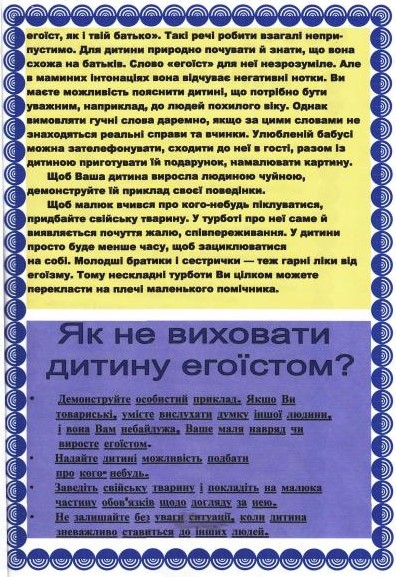 егоїст, як і твій батько». Такі речі робити взагалі непри-
пустимо. Для дитини природно почувати й знати, що вона
схожа на батьків. Слово «егоїст» для неї незрозуміле. Але
в маминих інтонаціях вона відчуває негативні нотки. Ви
маєте можливість пояснити дитині, що потрібно бути
уважним, наприклад, до людей похилого віку. Однак
вимовляти гучні слова даремно, якщо за цими словами не
знаходяться реальні справи та вчинки. Улюбленій бабусі
можна зателефонувати, сходити до неї в гості, разом із
дитиною приготувати їй подарунок, намалювати картину.
Щоб Ваша дитина виросла людиною чуйною,
демонструйте їй приклад своєї поведінки.
Щоб малюк вчився про кого-небудь піклуватися,
придбайте свійську тварину. У турботі про неї саме й
виявляється почуття жалю, співпереживання. У дитини
просто буде менше часу, щоб зациклюватися
на собі. Молодші братики і сестрички — теж гарні ліки від
егоїзму. Тому нескладні турботи Ви цілком можете
перекласти на плечі маленького помічника.
Як не виховати
дитину егоїстом?
• Демонструйте особистий приклад. Якщо Ви
товариські, умієте вислухати думку іншої людини,
і вона Вам небайдужа, Ваше маля навряд чи
виросте егоїстом.
• Надайте дитині можливість подбати
про кого- небудь.
• Заведіть свійську тварину і покладіть на малюка
частину обов'язків щодо догляду за нею.
• Не залишайте без уваги ситуації, коли дитина
зневажливо ставиться до інших людей.